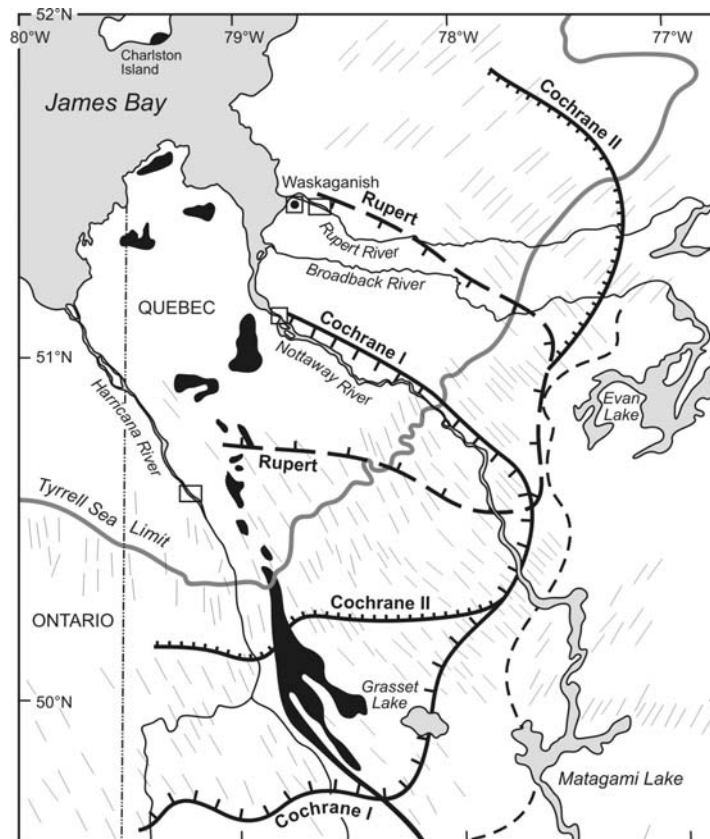 52°N
80°W
79°W
78°W
77°W
Charlston
Island
James Bay
Cochrane II
Waskaganish
Rupert
Rupert River
Broadback River
QUEBEC
Cochrane I
51°N
Nottaway River
Harricana River
Evan
Lake
Rupert
Tyrrell Sea Limit
Cochrane II
ONTARIO
Grasset
Lake
50°N
Matagami Lake
Cochrane I